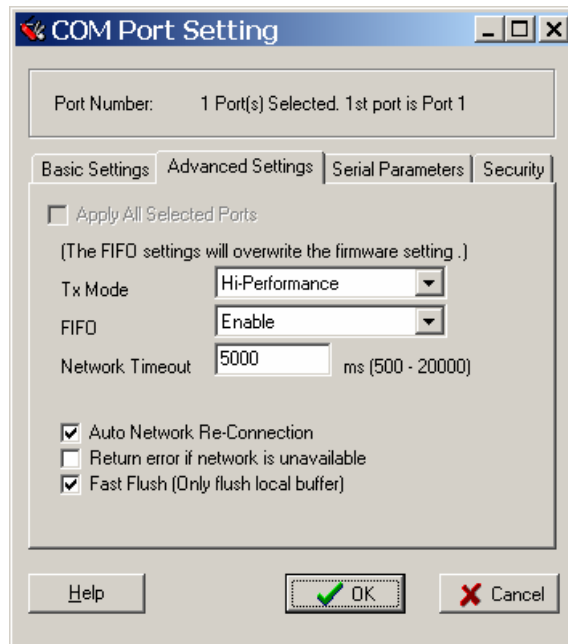 COM Port Setting
Port Number: 1 Port(s) Selected. 1st port is Port 1
Basic Settings Advanced Settings Serial Parameters Security
Apply All Selected Ports
(The FIFO settings will overwrite the firmware setting .)
Tx Mode Hi-Performance
FIFO Enable
Network Timeout 5000 ms (500 - 20000)
Auto Network Re-Connection
Return error if network is unavailable
Fast Flush (Only flush local buffer)
Help OK Cancel